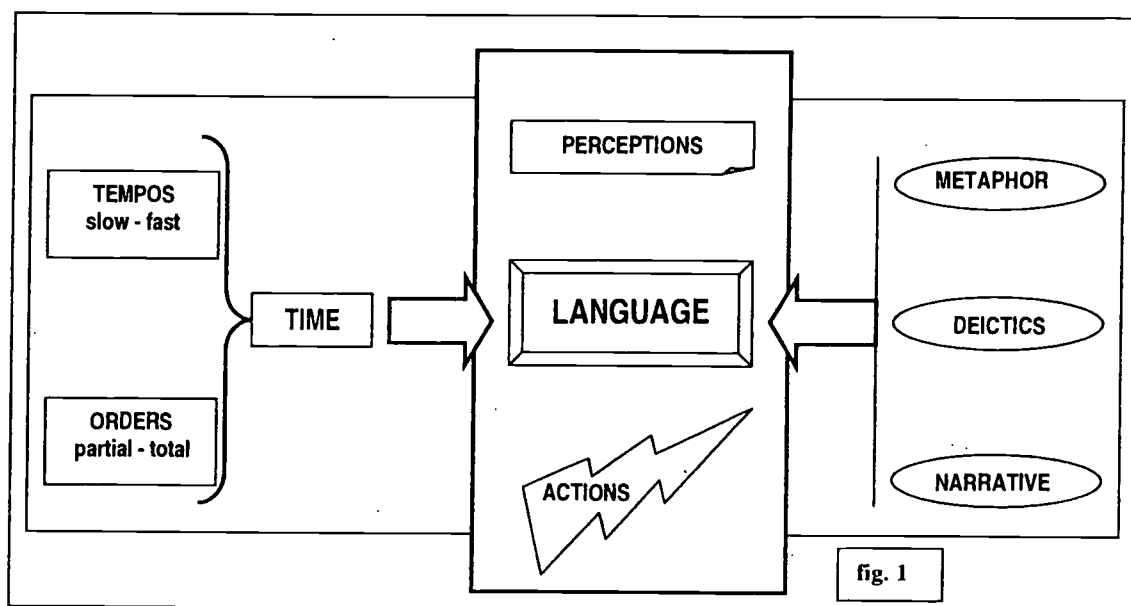 TEMPOS
slow - fast
ORDERS
partial - total
TIME
PERCEPTIONS
LANGUAGE
ACTIONS
METAPHOR
DEICTICS
NARRATIVE
fig. 1